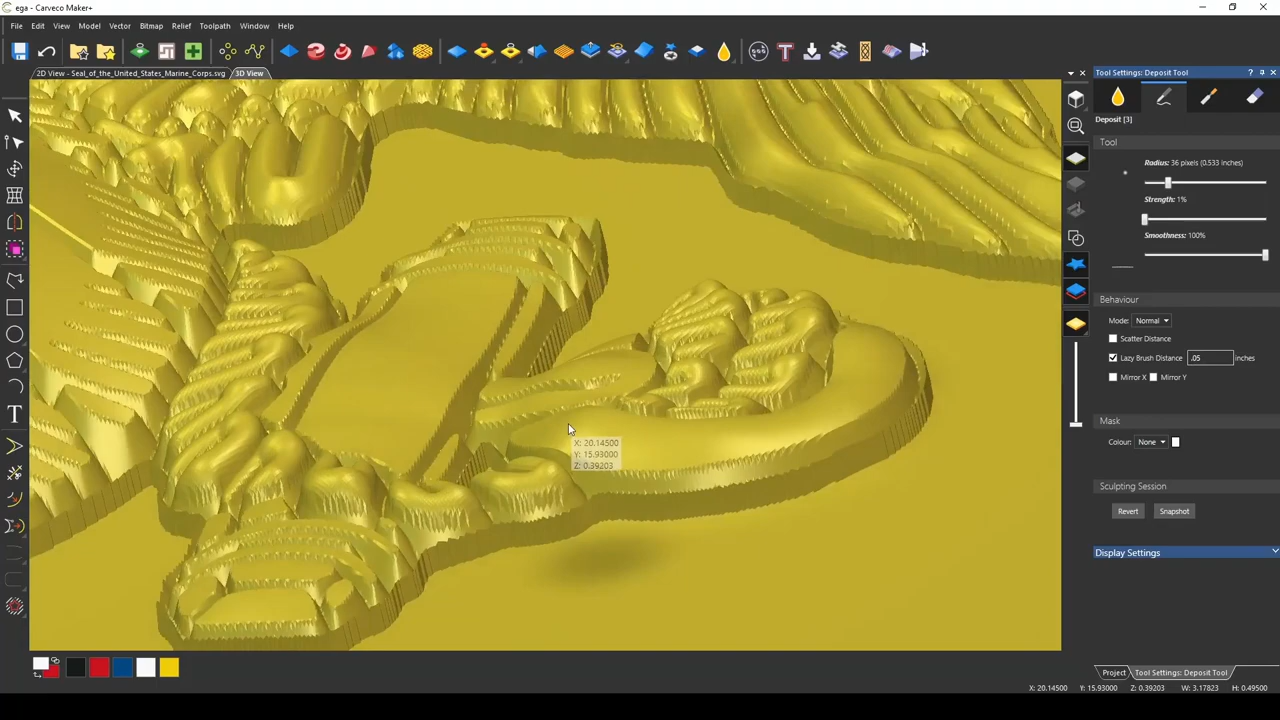 ega - Carveco Maker+
File Edit View Model Vector Bitmap Relief Toolpath Window Help
2D View - Seal_of_the_United_States_Marine_Corps.svg 3D View
Tool Settings: Deposit Tool
Deposit [3]
Tool
Radius: 36 pixels (0.533 inches)
Strength: 1%
Smoothness: 100%
Behaviour
Mode: Normal
Scatter Distance
Lazy Brush Distance .05 inches
Mirror X Mirror Y
Mask
Colour: None
Sculpting Session
Revert Snapshot
Display Settings
X: 20.14500
Y: 15.93000
Z: 0.39203
Project Tool Settings: Deposit Tool
X: 20.14500 Y: 15.93000 Z: 0.39203 W: 3.17823 H: 0.49500